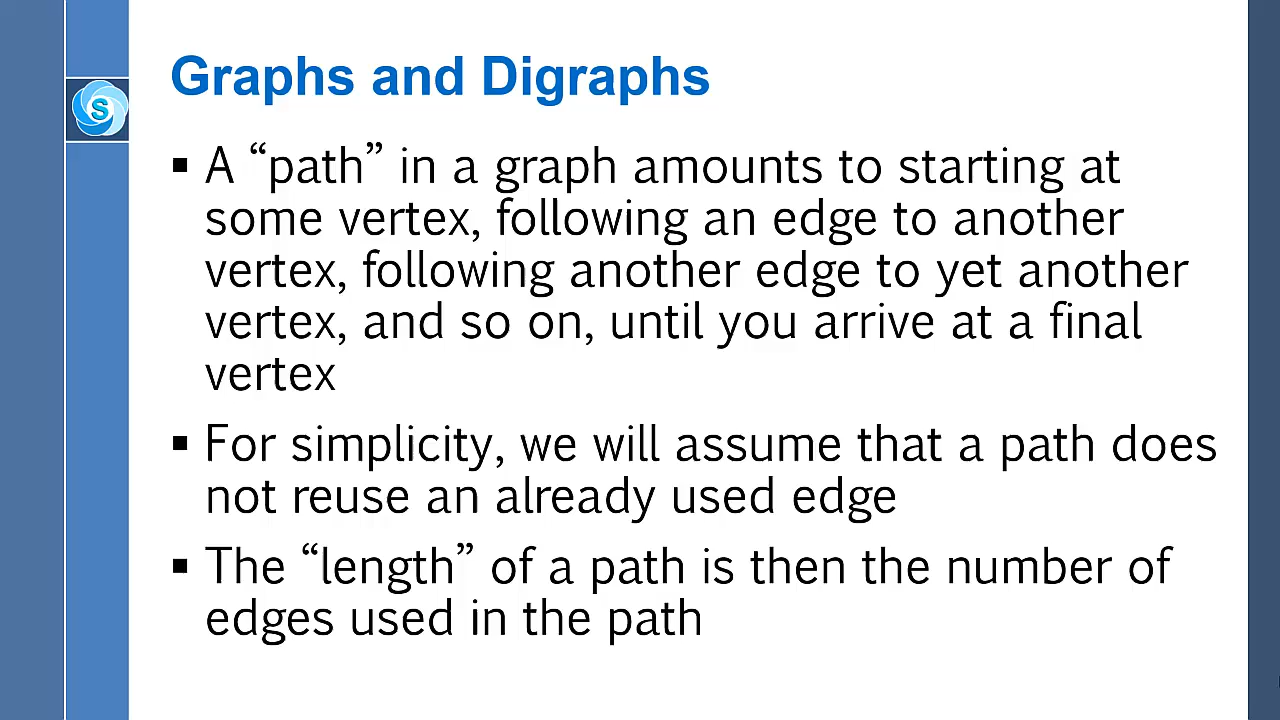 S
Graphs and Digraphs
▪ A “path” in a graph amounts to starting at
some vertex, following an edge to another
vertex, following another edge to yet another
vertex, and so on, until you arrive at a final
vertex
▪ For simplicity, we will assume that a path does
not reuse an already used edge
▪ The “length” of a path is then the number of
edges used in the path